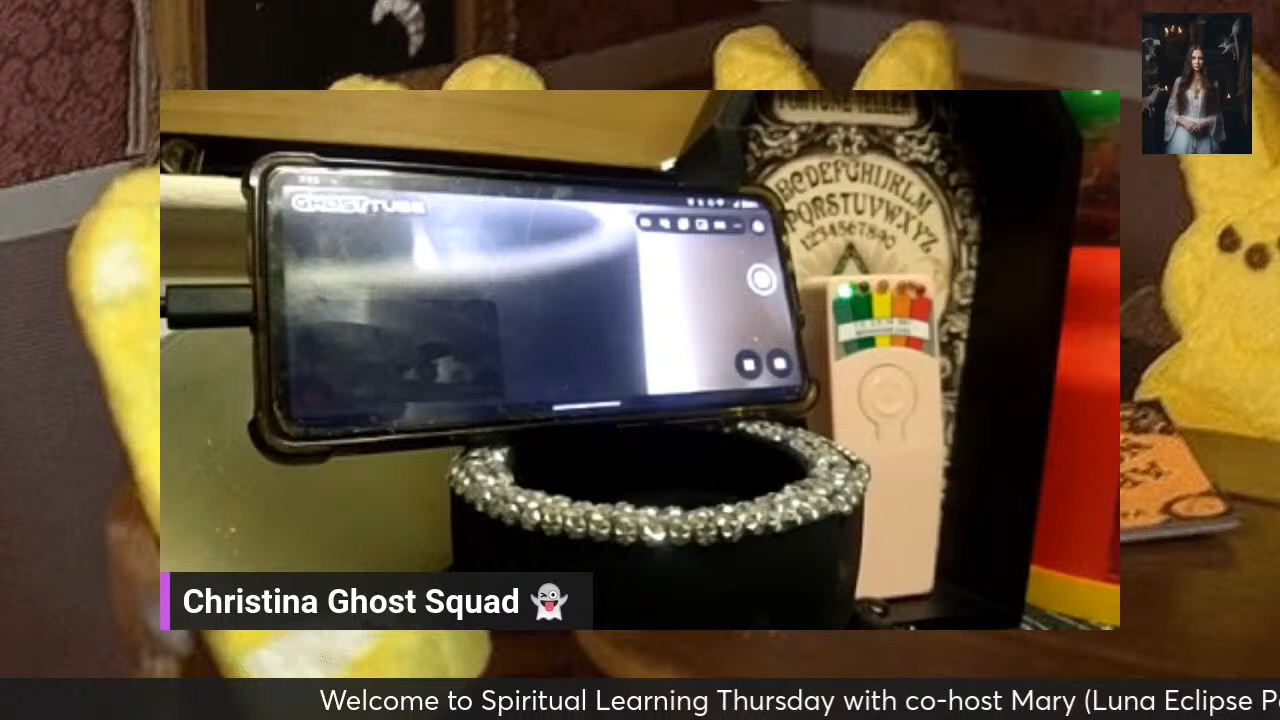 FORTUNE TELLER
GHOSTTUBE
ABCDEFGHIJKLM
PQRSTUVWXYZ
1234567890
Christina Ghost Squad 👻
Welcome to Spiritual Learning Thursday with co-host Mary (Luna Eclipse P